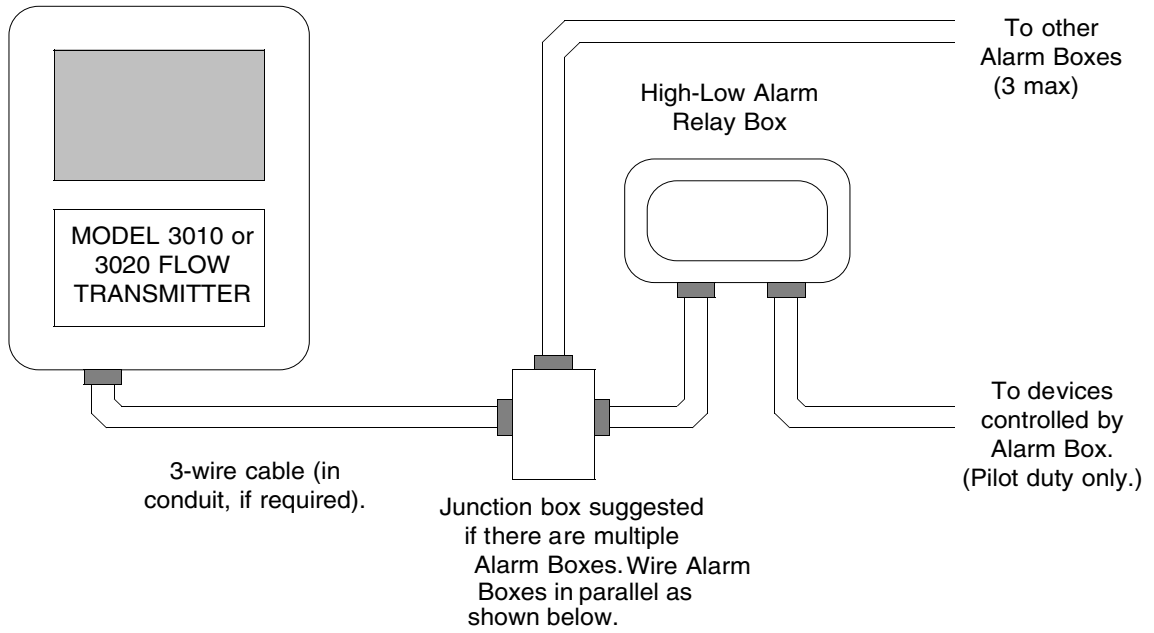 To other
Alarm Boxes
(3 max)
High-Low Alarm
Relay Box
MODEL 3010 or
3020 FLOW
TRANSMITTER
To devices
controlled by
Alarm Box.
(Pilot duty only.)
3-wire cable (in
conduit, if required).
Junction box suggested
if there are multiple
Alarm Boxes. Wire Alarm
Boxes in parallel as
shown below.